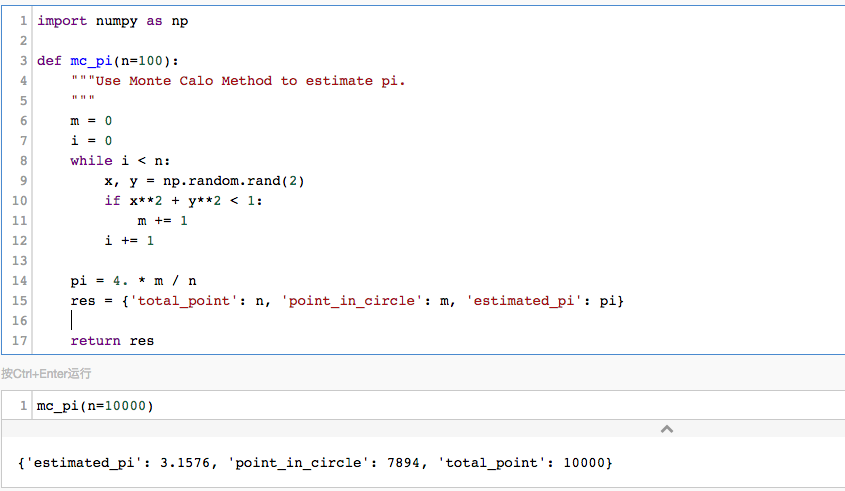 1 import numpy as np
2
3 def mc_pi(n=100):
4     """Use Monte Calo Method to estimate pi.
5     """
6     m = 0
7     i = 0
8     while i < n:
9         x, y = np.random.rand(2)
10         if x**2 + y**2 < 1:
11             m += 1
12         i += 1
13
14     pi = 4. * m / n
15     res = {'total_point': n, 'point_in_circle': m, 'estimated_pi': pi}
16
17     return res
按Ctrl+Enter运行
1 mc_pi(n=10000)
{'estimated_pi': 3.1576, 'point_in_circle': 7894, 'total_point': 10000}